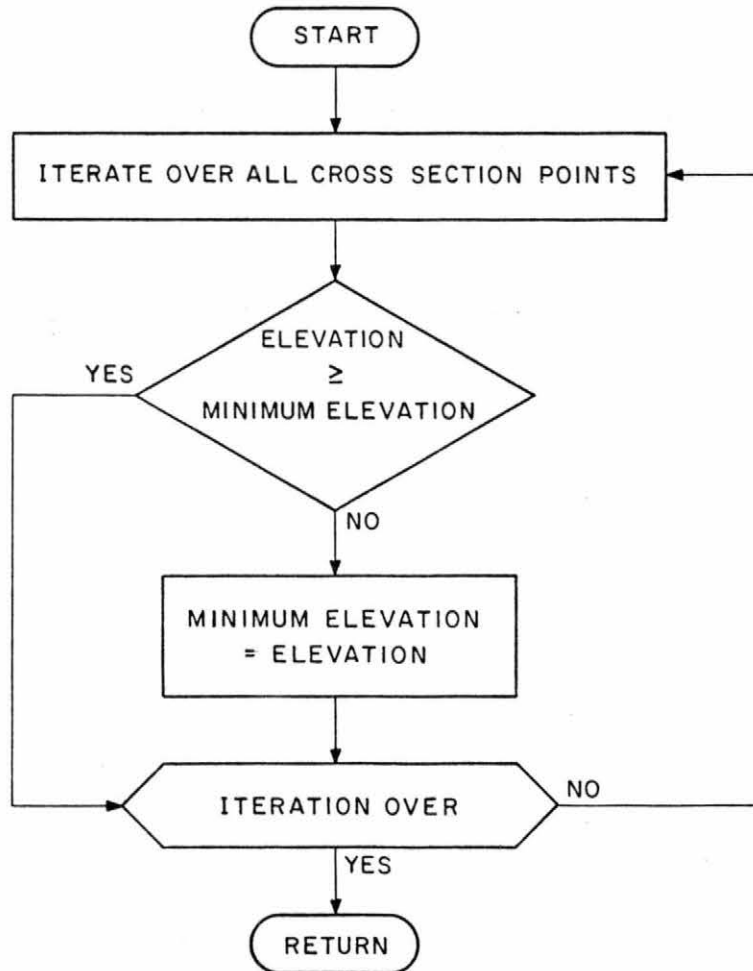 START
ITERATE OVER ALL CROSS SECTION POINTS
ELEVATION
≥
MINIMUM ELEVATION
YES
NO
MINIMUM ELEVATION
= ELEVATION
ITERATION OVER
NO
YES
RETURN